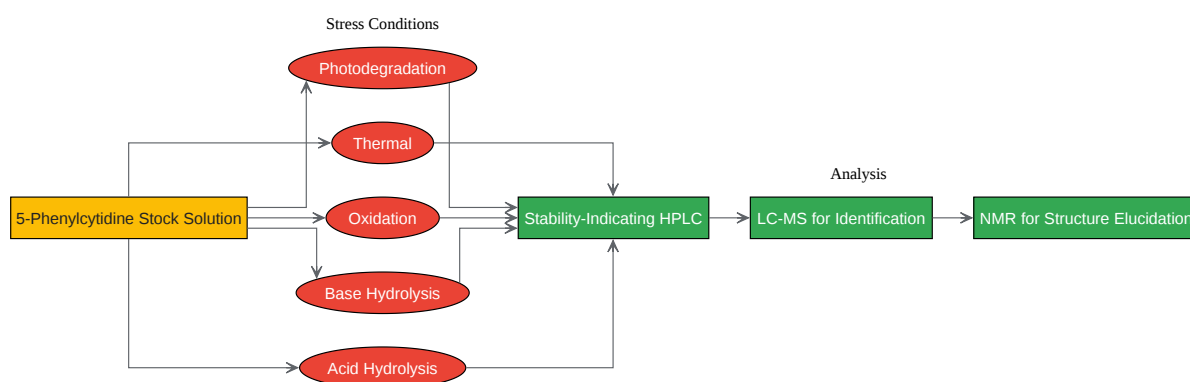 Stress Conditions
Photodegradation
Thermal
Analysis
5-Phenylcytidine Stock Solution
Oxidation
Stability-Indicating HPLC
LC-MS for Identification
NMR for Structure Elucidation
Base Hydrolysis
Acid Hydrolysis